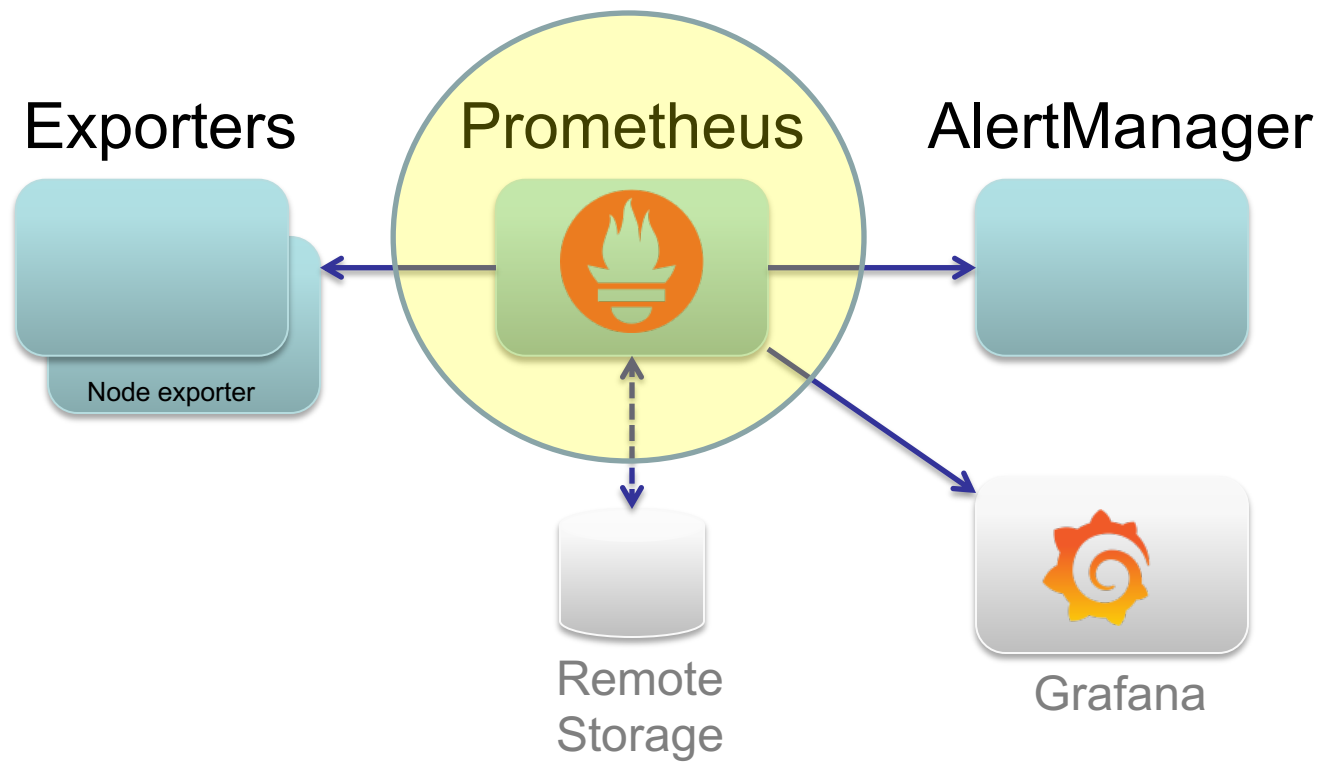 Exporters
Prometheus
AlertManager
Node exporter
Remote
Storage
Grafana